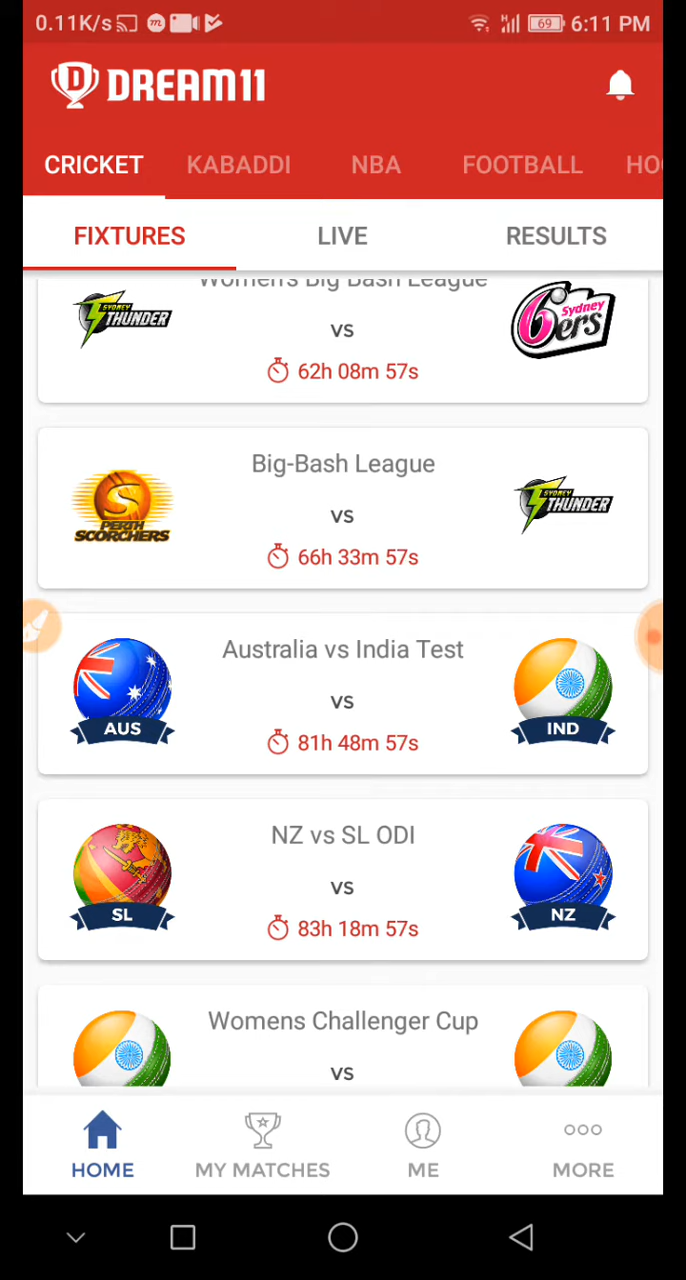 0.11K/s m 69 6:11 PM
D DREAM11
CRICKET KABADDI NBA FOOTBALL HO
FIXTURES LIVE RESULTS
Women's Big Bash League
SYDNEY THUNDER
vs
Sydney 6ers
62h 08m 57s
Big-Bash League
S PERTH SCORCHERS
vs
SYDNEY THUNDER
66h 33m 57s
Australia vs India Test
vs
AUS IND
81h 48m 57s
NZ vs SL ODI
vs
SL NZ
83h 18m 57s
Womens Challenger Cup
vs
HOME MY MATCHES ME MORE